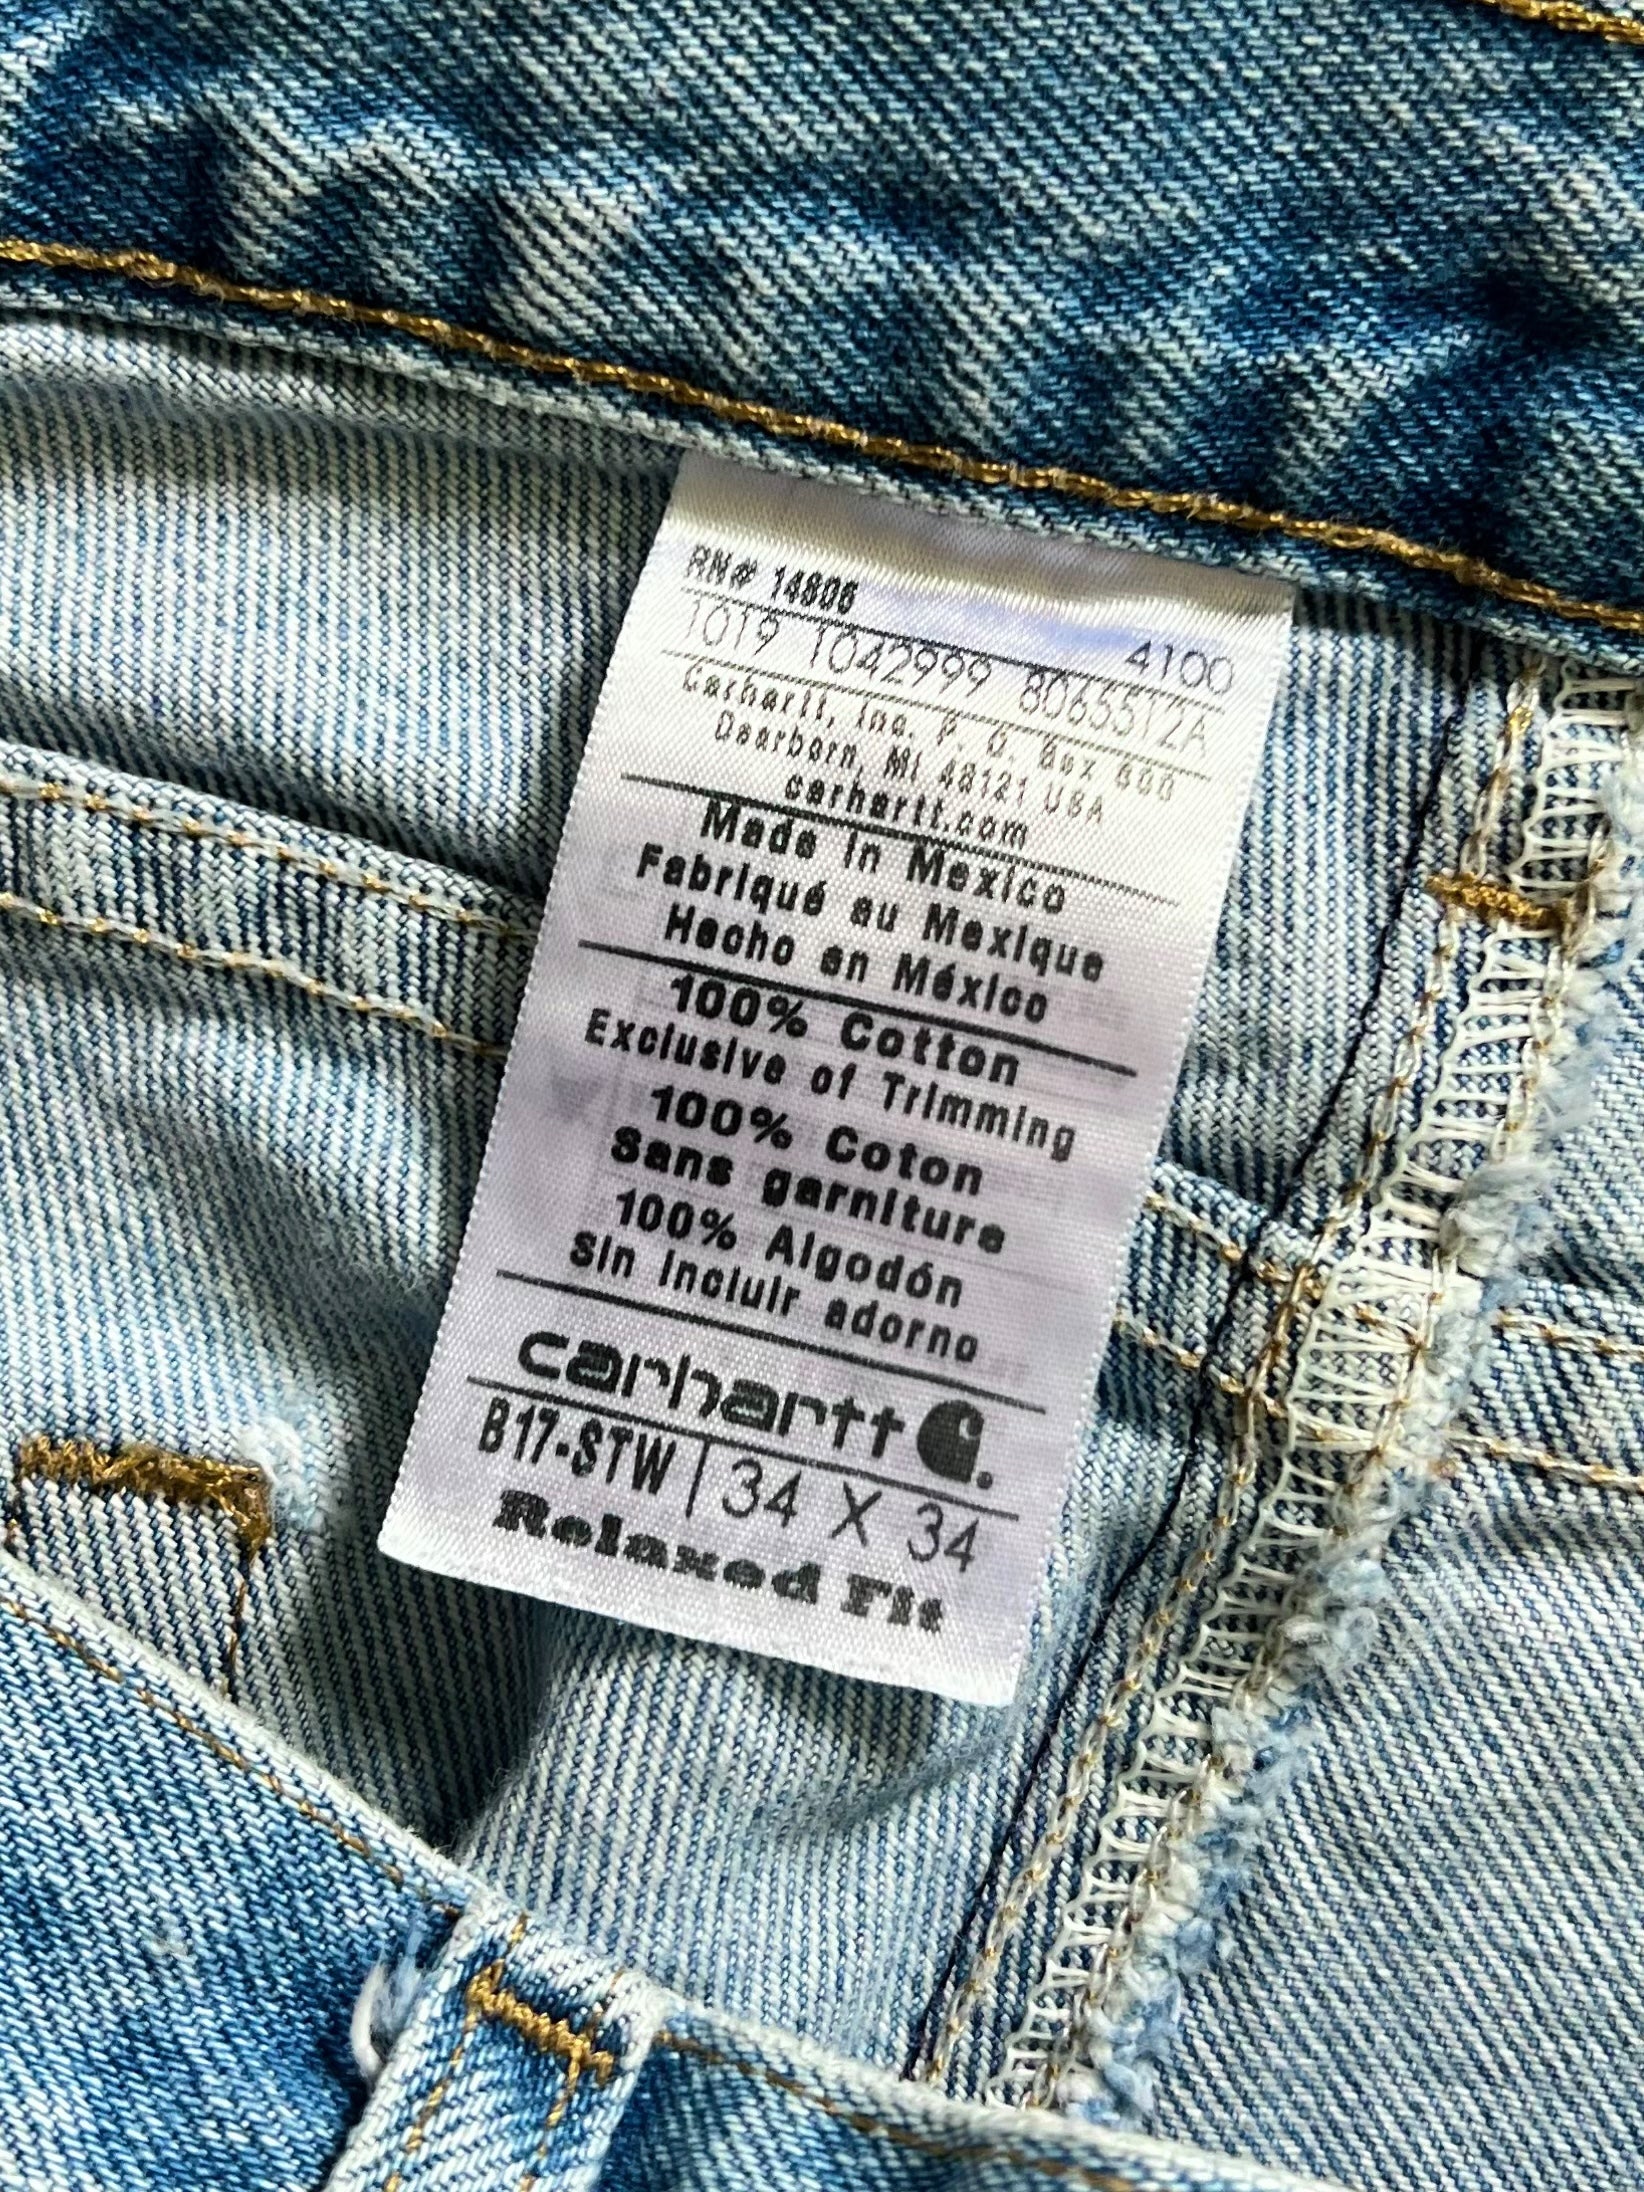 RN# 14806
4100
1019 1042999 8065512A
Carhartt, Inc. P. O. Box 600
Dearborn, MI 48121 USA
carhartt.com
Made in Mexico
Fabriqué au Mexique
Hecho en México
100% Cotton
Exclusive of Trimming
100% Coton
Sans garniture
100% Algodón
Sin incluir adorno
carhartt
B17-STW | 34 X 34
Relaxed Fit